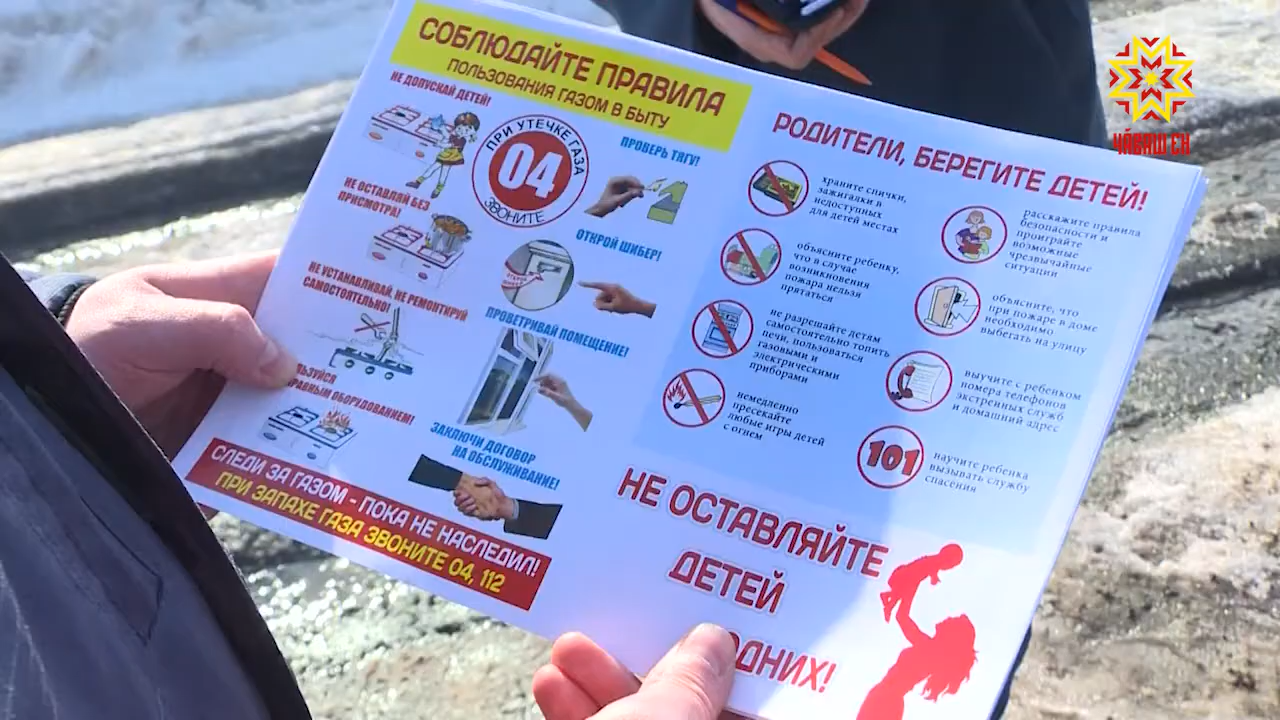 СОБЛЮДАЙТЕ ПРАВИЛА
ПОЛЬЗОВАНИЯ ГАЗОМ В БЫТУ
НЕ ДОПУСКАЙ ДЕТЕЙ!
ПРИ УТЕЧКЕ ГАЗА
04
ЗВОНИТЕ
ПРОВЕРЬ ТЯГУ!
НЕ ОСТАВЛЯЙ БЕЗ
ПРИСМОТРА!
ОТКРОЙ ШИБЕР!
НЕ УСТАНАВЛИВАЙ, НЕ РЕМОНТИРУЙ
САМОСТОЯТЕЛЬНО!
ПРОВЕТРИВАЙ ПОМЕЩЕНИЕ!
ОБОРУДОВАНИЕМ!
ЗАКЛЮЧИ ДОГОВОР
НА ОБСЛУЖИВАНИЕ!
СЛЕДИ ЗА ГАЗОМ - ПОКА НЕ НАСЛЕДИЛ!
ПРИ ЗАПАХЕ ГАЗА ЗВОНИТЕ 04, 112
РОДИТЕЛИ, БЕРЕГИТЕ ДЕТЕЙ!
храните спички,
зажигалки в
недоступных
для детей местах
объясните ребенку,
что в случае
возникновения
пожара нельзя
прятаться
не разрешайте детям
самостоятельно топить
печи, пользоваться
газовыми и
электрическими
приборами
немедленно
пресекайте
любые игры детей
с огнем
расскажите правила
безопасности и
проиграйте
возможные
чрезвычайные
ситуации
объясните, что
при пожаре в доме
необходимо
выбегать на улицу
выучите с ребенком
номера телефонов
экстренных служб
и домашний адрес
101
научите ребенка
вызывать службу
спасения
НЕ ОСТАВЛЯЙТЕ
ДЕТЕЙ
ОДНИХ!
ЧӐВАШ ЕН